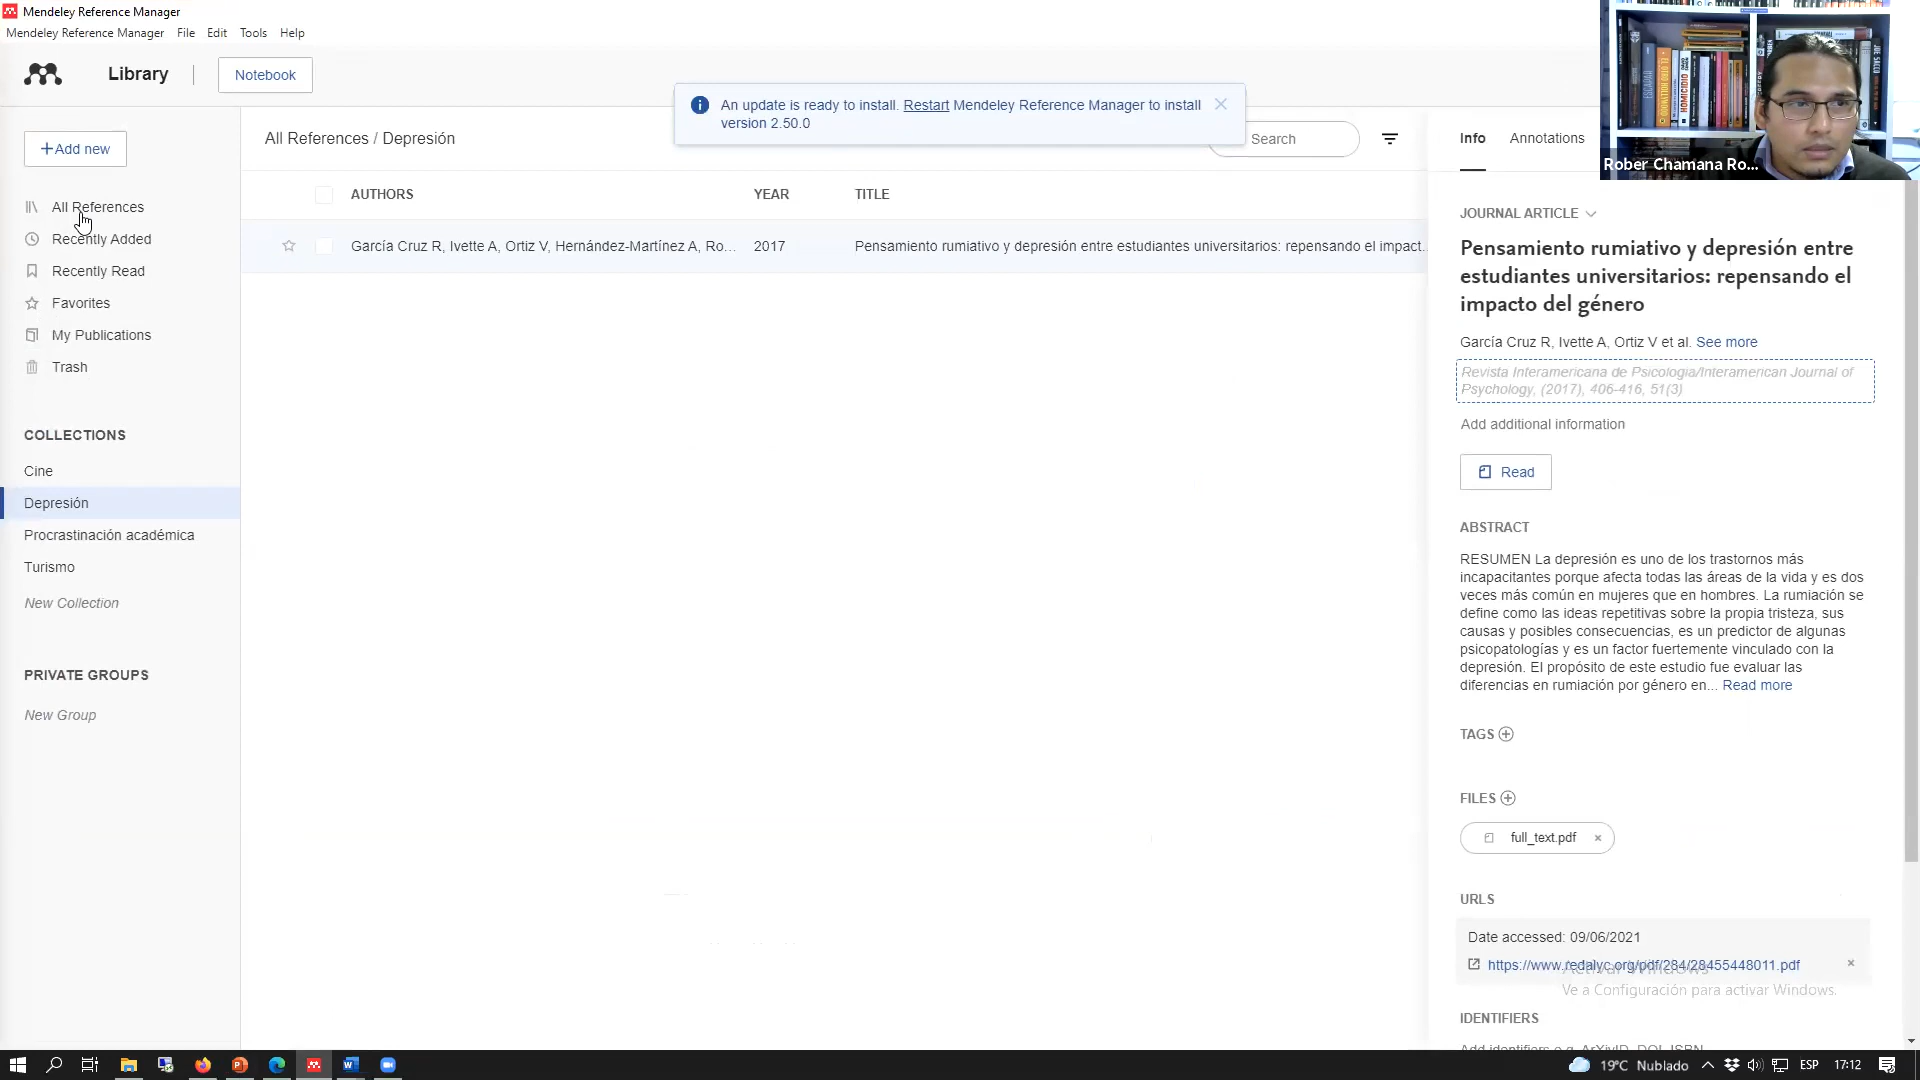 Mendeley Reference Manager
Mendeley Reference Manager File Edit Tools Help
Library
Notebook
An update is ready to install. Restart Mendeley Reference Manager to install
version 2.50.0
Rober Chamana Ro...
+Add new
All References
Recently Added
Recently Read
Favorites
My Publications
Trash
COLLECTIONS
Cine
Depresión
Procrastinación académica
Turismo
New Collection
PRIVATE GROUPS
New Group
All References / Depresión
Search
AUTHORS YEAR TITLE
García Cruz R, Ivette A, Ortiz V, Hernández-Martínez A, Ro... 2017 Pensamiento rumiativo y depresión entre estudiantes universitarios: repensando el impact...
Info Annotations
JOURNAL ARTICLE
Pensamiento rumiativo y depresión entre
estudiantes universitarios: repensando el
impacto del género
García Cruz R, Ivette A, Ortiz V et al. See more
Revista Interamericana de Psicología/Interamerican Journal of
Psychology, (2017), 406-416, 51(3)
Add additional information
Read
ABSTRACT
RESUMEN La depresión es uno de los trastornos más
incapacitantes porque afecta todas las áreas de la vida y es dos
veces más común en mujeres que en hombres. La rumiación se
define como las ideas repetitivas sobre la propia tristeza, sus
causas y posibles consecuencias, es un predictor de algunas
psicopatologías y es un factor fuertemente vinculado con la
depresión. El propósito de este estudio fue evaluar las
diferencias en rumiación por género en... Read more
TAGS
FILES
full_text.pdf
URLS
Date accessed: 09/06/2021
https://www.redalyc.org/pdf/284/28455448011.pdf
Activar Windows
Ve a Configuración para activar Windows.
IDENTIFIERS
Add identifiers e.g. ArXivID, DOI, ISBN
19°C Nublado ESP 17:12